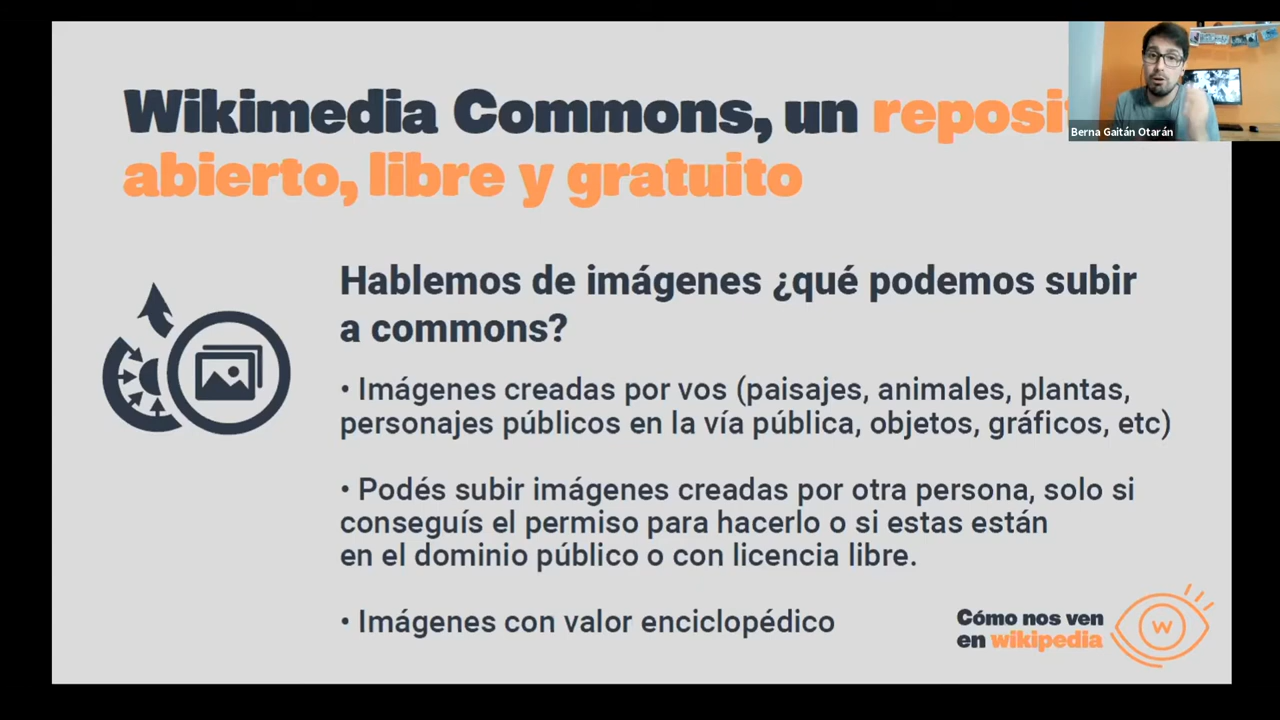 Wikimedia Commons, un
abierto, libre y gratuito
Berna Gaitán Otarán
Hablemos de imágenes ¿qué podemos subir
a commons?
• Imágenes creadas por vos (paisajes, animales, plantas,
personajes públicos en la vía pública, objetos, gráficos, etc)
• Podés subir imágenes creadas por otra persona, solo si
conseguís el permiso para hacerlo o si estas están
en el dominio público o con licencia libre.
• Imágenes con valor enciclopédico
Cómo nos ven
en wikipedia
W